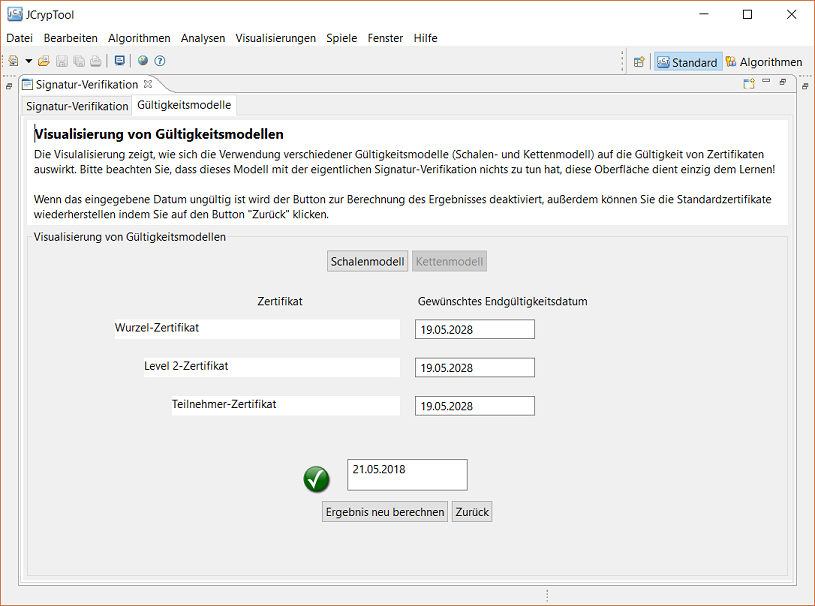 JCrypTool
Datei Bearbeiten Algorithmen Analysen Visualisierungen Spiele Fenster Hilfe
Standard Algorithmen
Signatur-Verifikation
Signatur-Verifikation Gültigkeitsmodelle
Visualisierung von Gültigkeitsmodellen
Die Visulalisierung zeigt, wie sich die Verwendung verschiedener Gültigkeitsmodelle (Schalen- und Kettenmodell) auf die Gültigkeit von Zertifikaten
auswirkt. Bitte beachten Sie, dass dieses Modell mit der eigentlichen Signatur-Verifikation nichts zu tun hat, diese Oberfläche dient einzig dem Lernen!
Wenn das eingegebene Datum ungültig ist wird der Button zur Berechnung des Ergebnisses deaktiviert, außerdem können Sie die Standardzertifikate
wiederherstellen indem Sie auf den Button "Zurück" klicken.
Visualisierung von Gültigkeitsmodellen
Schalenmodell Kettenmodell
Zertifikat Gewünschtes Endgültigkeitsdatum
Wurzel-Zertifikat 19.05.2028
Level 2-Zertifikat 19.05.2028
Teilnehmer-Zertifikat 19.05.2028
21.05.2018
Ergebnis neu berechnen Zurück